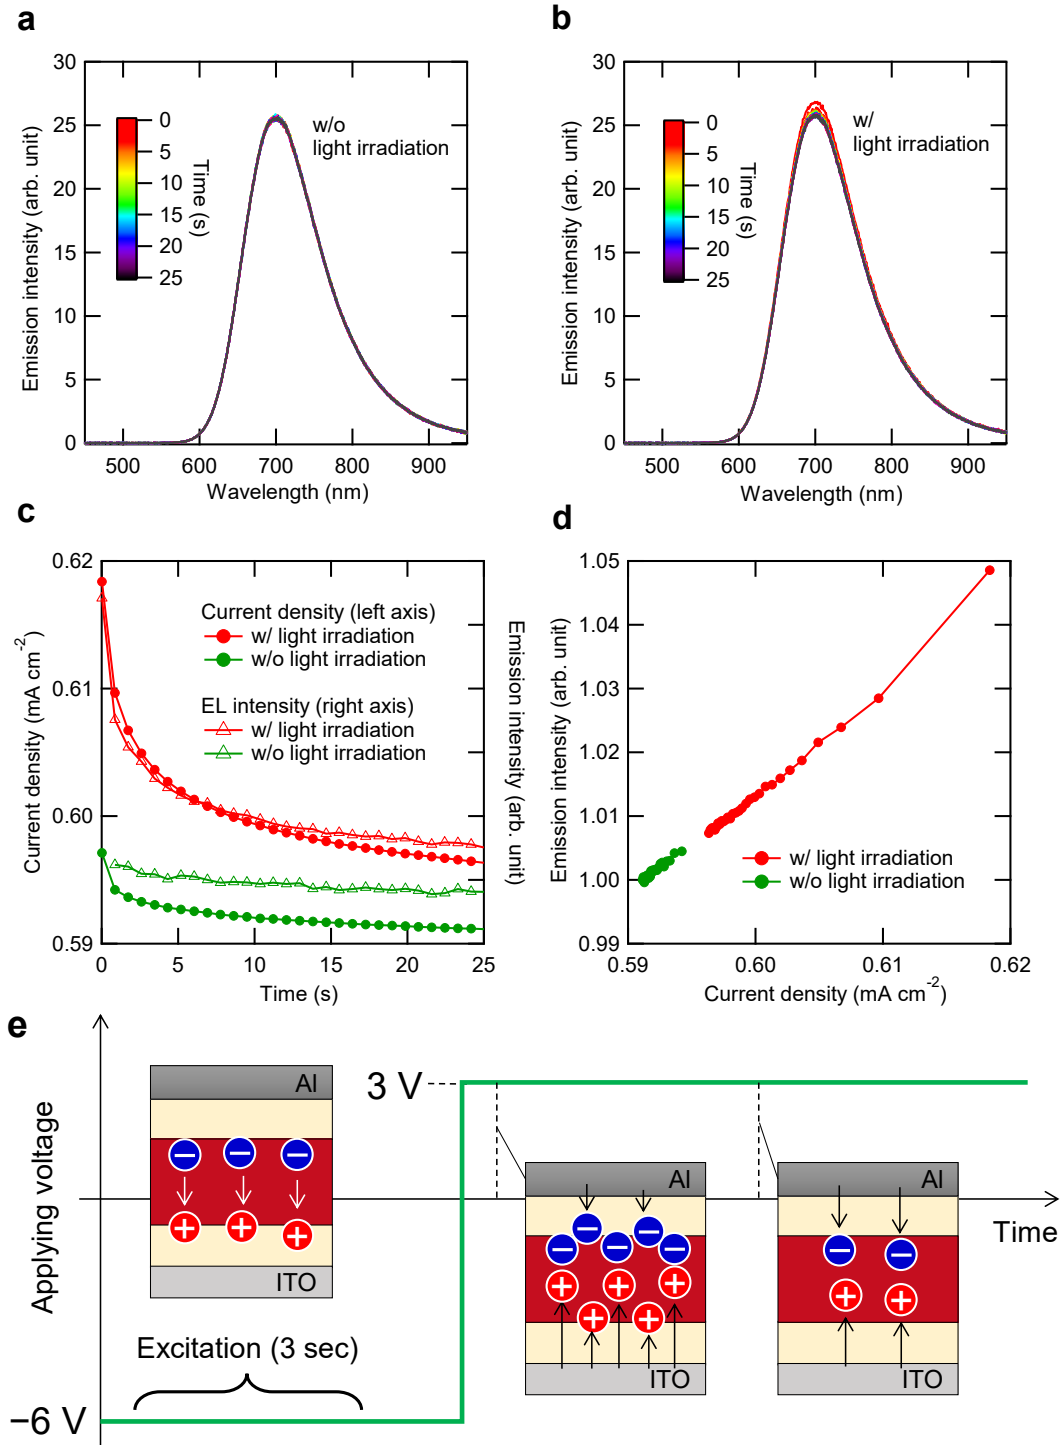 a
30
25
20
15
10
5
0
Emission intensity (arb. unit)
0
5
10
15
20
25
Time (s)
w/o
light irradiation
500
600
700
800
900
Wavelength (nm)
b
30
25
20
15
10
5
0
Emission intensity (arb. unit)
0
5
10
15
20
25
Time (s)
w/
light irradiation
500
600
700
800
900
Wavelength (nm)
c
0.62
0.61
0.60
0.59
Current density (mA cm⁻²)
Current density (left axis)
w/ light irradiation
w/o light irradiation
EL intensity (right axis)
w/ light irradiation
w/o light irradiation
Emission intensity (arb. unit)
0
5
10
15
20
25
Time (s)
d
1.05
1.04
1.03
1.02
1.01
1.00
0.99
Emission intensity (arb. unit)
w/ light irradiation
w/o light irradiation
0.59
0.60
0.61
0.62
Current density (mA cm⁻²)
e
Applying voltage
Al
ITO
3 V
Al
ITO
Al
ITO
Time
Excitation (3 sec)
−6 V